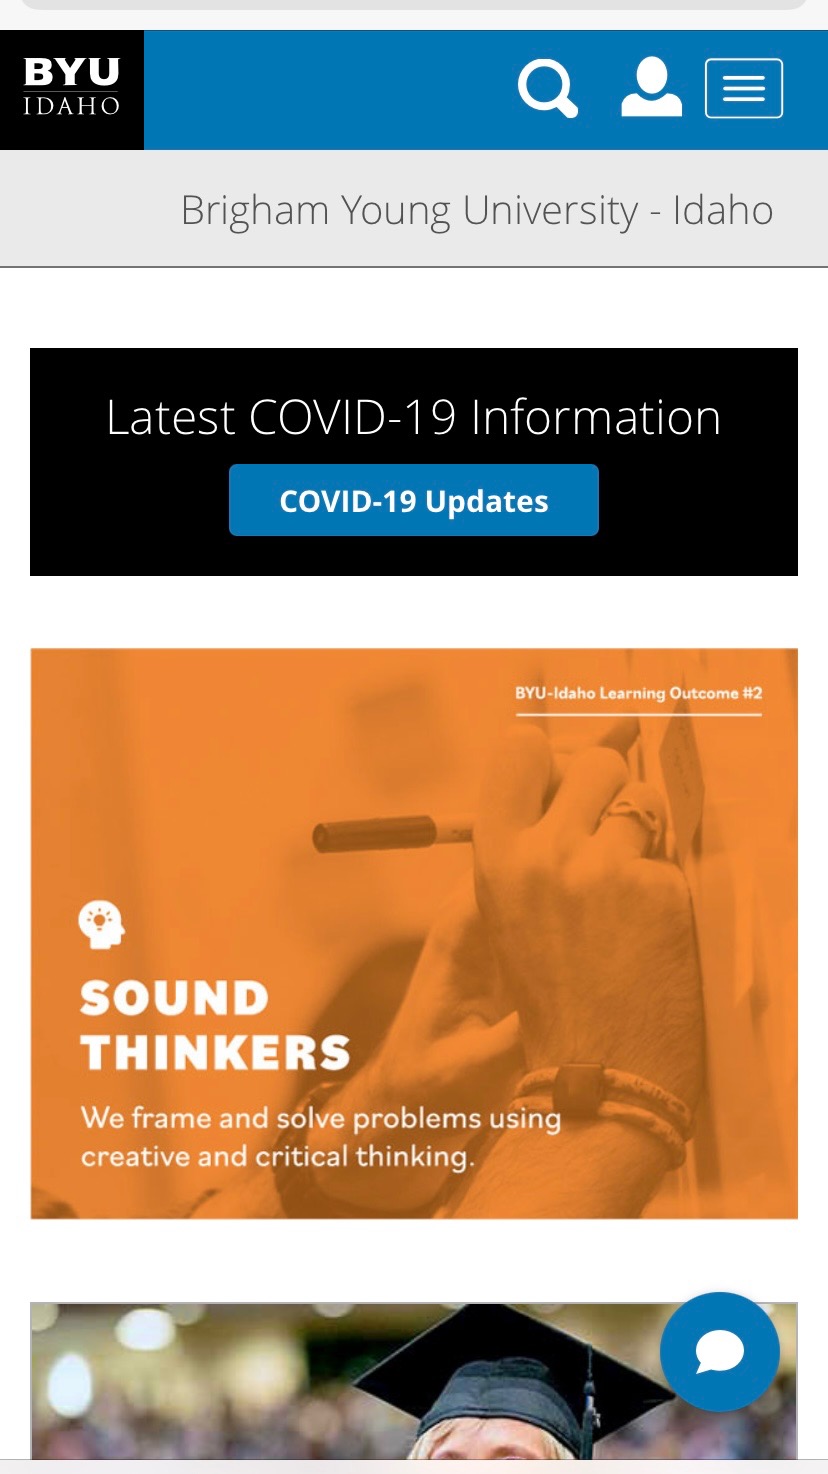 BYU
IDAHO
Brigham Young University - Idaho
Latest COVID-19 Information
COVID-19 Updates
BYU-Idaho Learning Outcome #2
SOUND
THINKERS
We frame and solve problems using
creative and critical thinking.